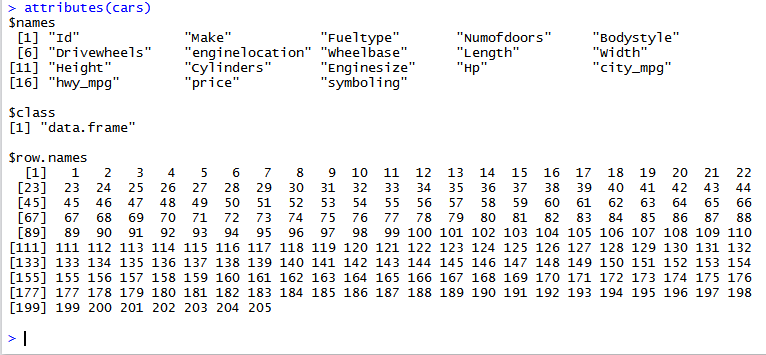 > attributes(cars)
$names
 [1] "Id"             "Make"           "Fueltype"       "Numofdoors"     "Bodystyle"
 [6] "Drivewheels"    "enginelocation" "Wheelbase"      "Length"         "Width"
[11] "Height"         "Cylinders"      "Enginesize"     "Hp"             "city_mpg"
[16] "hwy_mpg"        "price"          "symboling"
$class
[1] "data.frame"
$row.names
  [1]   1   2   3   4   5   6   7   8   9  10  11  12  13  14  15  16  17  18  19  20  21  22
 [23]  23  24  25  26  27  28  29  30  31  32  33  34  35  36  37  38  39  40  41  42  43  44
 [45]  45  46  47  48  49  50  51  52  53  54  55  56  57  58  59  60  61  62  63  64  65  66
 [67]  67  68  69  70  71  72  73  74  75  76  77  78  79  80  81  82  83  84  85  86  87  88
 [89]  89  90  91  92  93  94  95  96  97  98  99 100 101 102 103 104 105 106 107 108 109 110
[111] 111 112 113 114 115 116 117 118 119 120 121 122 123 124 125 126 127 128 129 130 131 132
[133] 133 134 135 136 137 138 139 140 141 142 143 144 145 146 147 148 149 150 151 152 153 154
[155] 155 156 157 158 159 160 161 162 163 164 165 166 167 168 169 170 171 172 173 174 175 176
[177] 177 178 179 180 181 182 183 184 185 186 187 188 189 190 191 192 193 194 195 196 197 198
[199] 199 200 201 202 203 204 205
>